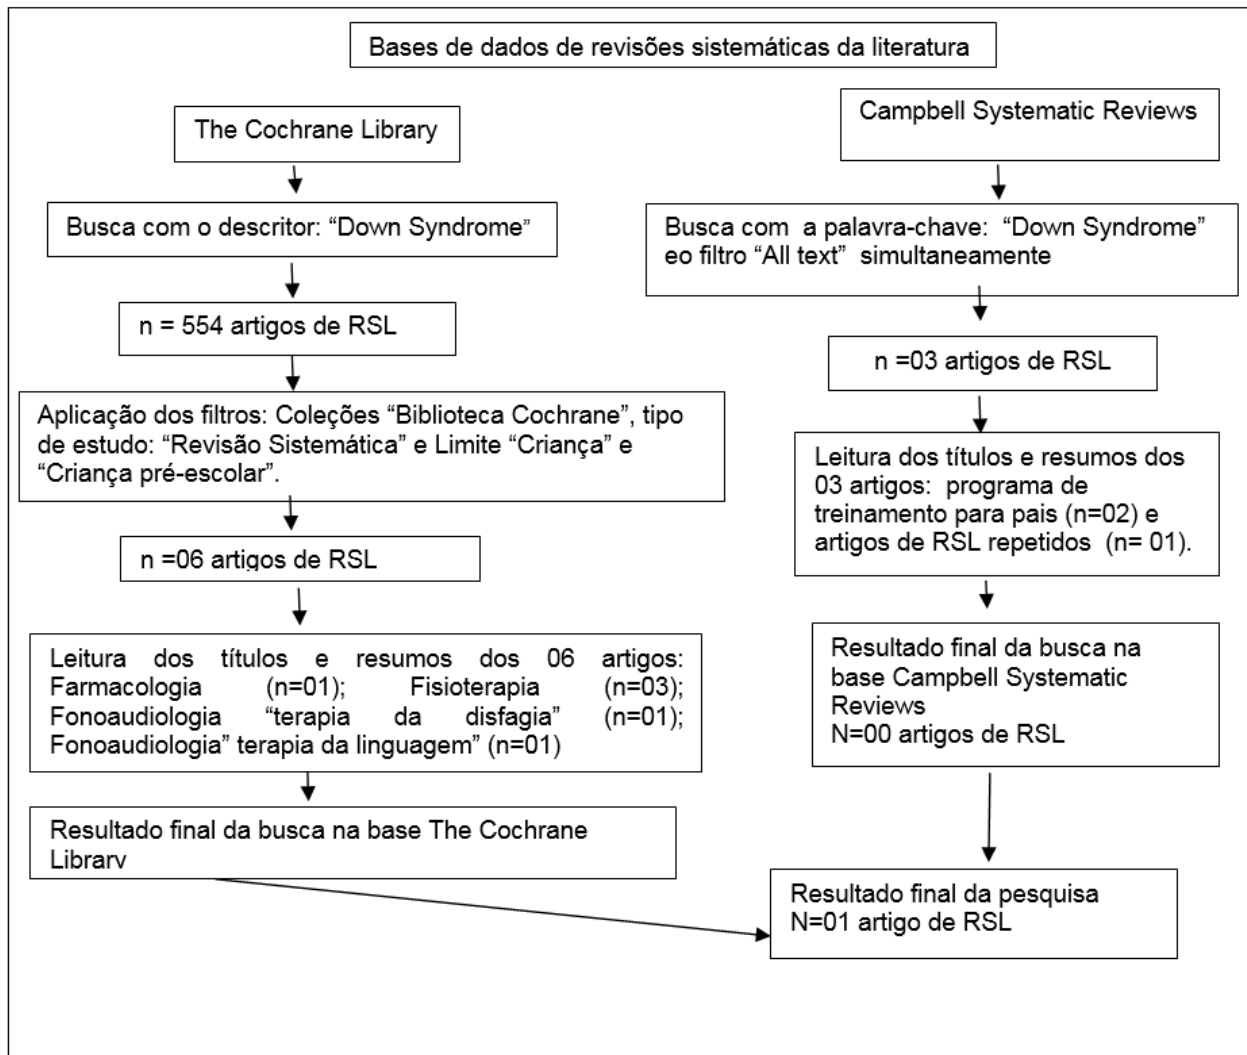 Bases de dados de revisões sistemáticas da literatura
The Cochrane Library
Busca com o descritor: “Down Syndrome”
n = 554 artigos de RSL
Aplicação dos filtros: Coleções “Biblioteca Cochrane”, tipo
de estudo: “Revisão Sistemática” e Limite “Criança” e
“Criança pré-escolar”.
n =06 artigos de RSL
Leitura dos títulos e resumos dos 06 artigos:
Farmacologia (n=01); Fisioterapia (n=03);
Fonoaudiologia “terapia da disfagia” (n=01);
Fonoaudiologia” terapia da linguagem” (n=01)
Resultado final da busca na base The Cochrane
Library
Campbell Systematic Reviews
Busca com a palavra-chave: “Down Syndrome”
eo filtro “All text” simultaneamente
n =03 artigos de RSL
Leitura dos títulos e resumos dos
03 artigos: programa de
treinamento para pais (n=02) e
artigos de RSL repetidos (n= 01).
Resultado final da busca na
base Campbell Systematic
Reviews
N=00 artigos de RSL
Resultado final da pesquisa
N=01 artigo de RSL